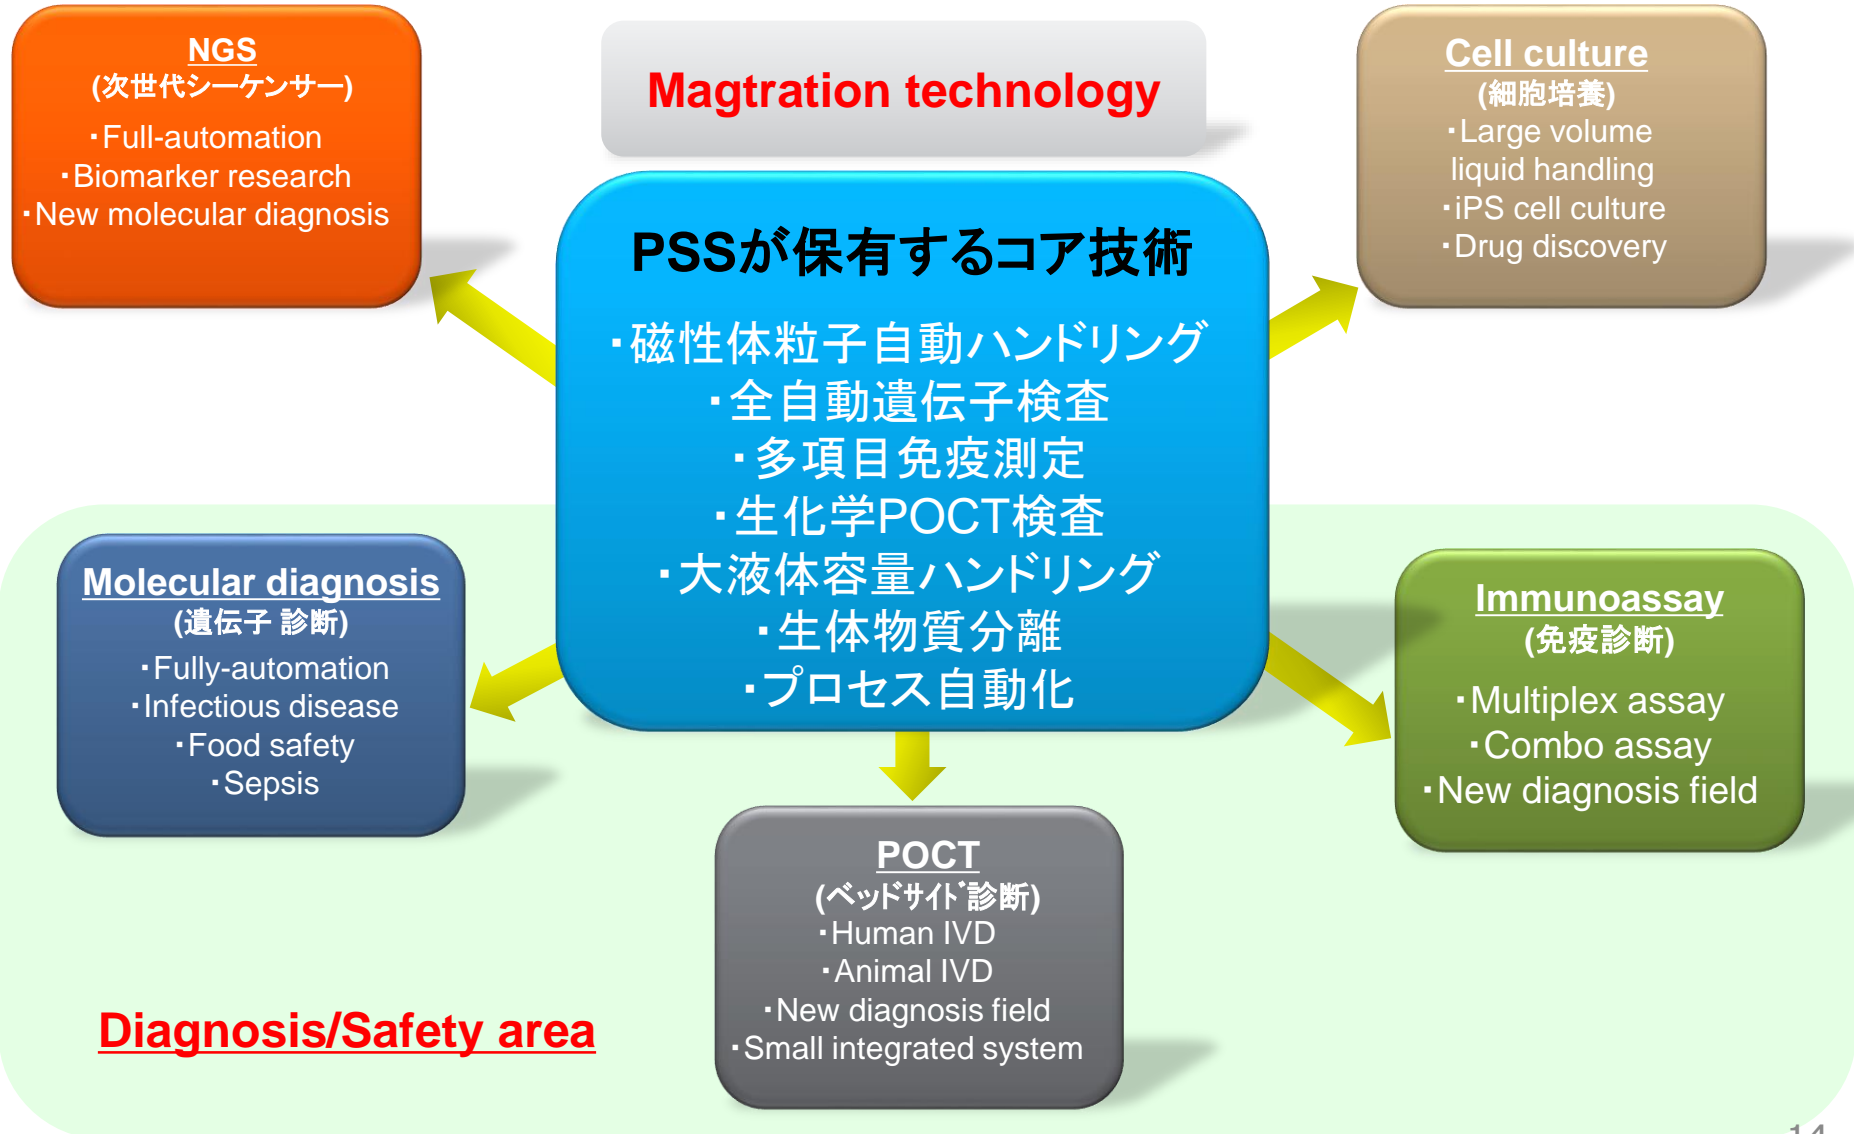 NGS
(次世代シーケンサー)
・Full-automation
・Biomarker research
・New molecular diagnosis
Magtration technology
Cell culture
(細胞培養)
・Large volume
liquid handling
・iPS cell culture
・Drug discovery
PSSが保有するコア技術
・磁性体粒子自動ハンドリング
・全自動遺伝子検査
・多項目免疫測定
・生化学POCT検査
・大液体容量ハンドリング
・生体物質分離
・プロセス自動化
Molecular diagnosis
(遺伝子 診断)
・Fully-automation
・Infectious disease
・Food safety
・Sepsis
Immunoassay
(免疫診断)
・Multiplex assay
・Combo assay
・New diagnosis field
POCT
(ベッドサイド診断)
・Human IVD
・Animal IVD
・New diagnosis field
・Small integrated system
Diagnosis/Safety area
14